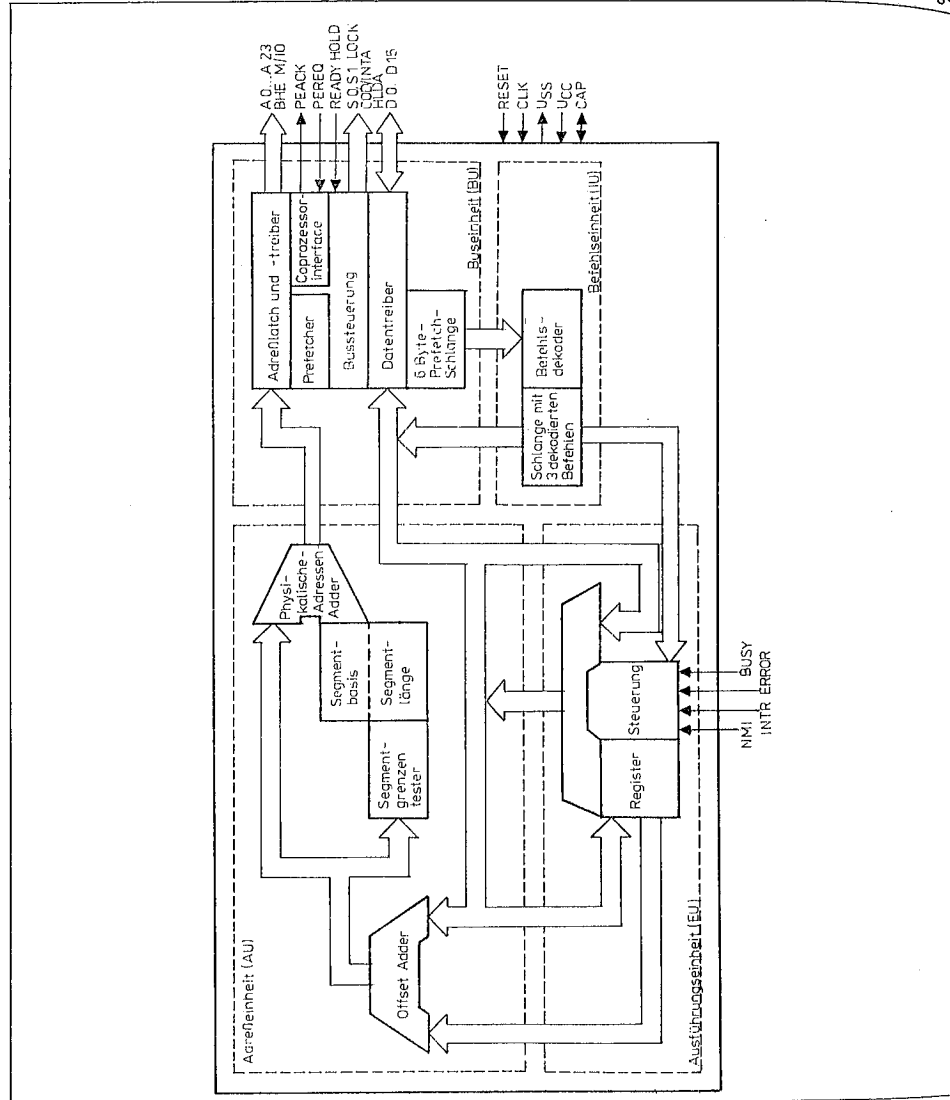 A0...A23
BHE M/IO
PEACK
PEREQ
READY HOLD
S0, S1 LOCK
COD/INTA
HLDA
D0..D15
RESET
CLK
USS
UCC
CAP
Adreßlatch und -treiber
Prefetcher
Coprozessor-
interface
Bussteuerung
Datentreiber
6 Byte-
Prefetch-
Schlange
Buseinheit (BU)
Befehls-
dekoder
Schlange mit
3 dekodierten
Befehlen
Befehlseinheit (IU)
Physi-
kalische-
Adressen
Adder
Segment-
basis
Segment-
länge
Segment-
grenzen
tester
Offset Adder
Adreßeinheit (AU)
Register
Steuerung
Ausführungseinheit (EU)
NMI
INTR
ERROR
BUSY